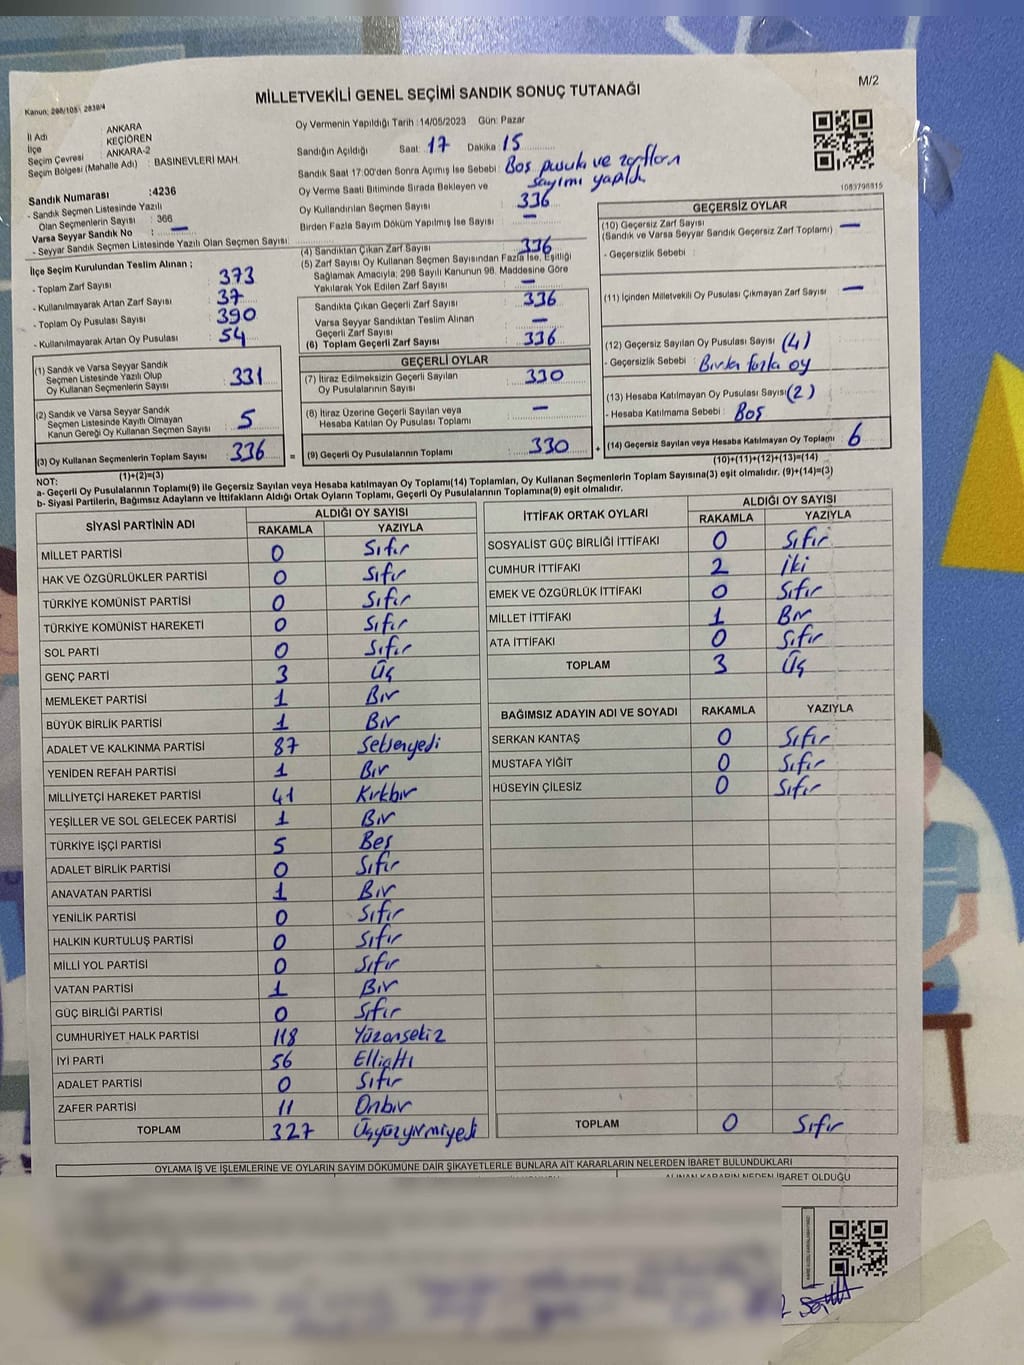 M/2
Kanun: 298/105\ 2839/4
MİLLETVEKİLİ GENEL SEÇİMİ SANDIK SONUÇ TUTANAĞI
İl Adı : ANKARA
İlçe : KEÇİÖREN
Seçim Çevresi : ANKARA-2
Seçim Bölgesi (Mahalle Adı) : BASINEVLERİ MAH.
Oy Vermenin Yapıldığı Tarih :14/05/2023 Gün: Pazar
Sandığın Açıldığı Saat: 17 Dakika: 15
Sandık Saat 17:00'den Sonra Açımış İse Sebebi : Boş pusula ve zarfların
sayımı yapıldı
1083798815
Sandık Numarası :4236
- Sandık Seçmen Listesinde Yazılı
Olan Seçmenlerin Sayısı : 366
Varsa Seyyar Sandık No : —
- Seyyar Sandık Seçmen Listesinde Yazılı Olan Seçmen Sayısı:
Oy Verme Saati Bitiminde Sırada Bekleyen ve
Oy Kullandırılan Seçmen Sayısı : 336
Birden Fazla Sayım Döküm Yapılmış İse Sayısı : —
(4) Sandıktan Çıkan Zarf Sayısı 336
(5) Zarf Sayısı Oy Kullanan Seçmen Sayısından Fazla İse, Eşitliği
Sağlamak Amacıyla; 298 Sayılı Kanunun 98. Maddesine Göre
Yakılarak Yok Edilen Zarf Sayısı : —
İlçe Seçim Kurulundan Teslim Alınan ;
- Toplam Zarf Sayısı : 373
- Kullanılmayarak Artan Zarf Sayısı : 37
- Toplam Oy Pusulası Sayısı : 390
- Kullanılmayarak Artan Oy Pusulası : 54
Sandıkta Çıkan Geçerli Zarf Sayısı : 336
Varsa Seyyar Sandıktan Teslim Alınan
Geçerli Zarf Sayısı : —
(6) Toplam Geçerli Zarf Sayısı : 336
(1) Sandık ve Varsa Seyyar Sandık
Seçmen Listesinde Yazılı Olup
Oy Kullanan Seçmenlerin Sayısı : 331
(2) Sandık ve Varsa Seyyar Sandık
Seçmen Listesinde Kayıtlı Olmayan
Kanun Gereği Oy Kullanan Seçmen Sayısı : 5
(3) Oy Kullanan Seçmenlerin Toplam Sayısı : 336 =
(1)+(2)=(3)
GEÇERLİ OYLAR
(7) İtiraz Edilmeksizin Geçerli Sayılan
Oy Pusulalarının Sayısı : 330
(8) İtiraz Üzerine Geçerli Sayılan veya
Hesaba Katılan Oy Pusulası Toplamı : —
(9) Geçerli Oy Pusulalarının Toplamı : 330 +
GEÇERSİZ OYLAR
(10) Geçersiz Zarf Sayısı
(Sandık ve Varsa Seyyar Sandık Geçersiz Zarf Toplamı) : —
- Geçersizlik Sebebi :
(11) İçinden Milletvekili Oy Pusulası Çıkmayan Zarf Sayısı : —
(12) Geçersiz Sayılan Oy Pusulası Sayısı : (4)
- Geçersizlik Sebebi : Birden fazla oy
(13) Hesaba Katılmayan Oy Pusulası Sayısı: (2)
- Hesaba Katılmama Sebebi : Boş
(14) Geçersiz Sayılan veya Hesaba Katılmayan Oy Toplamı : 6
(10)+(11)+(12)+(13)=(14)
NOT:
a- Geçerli Oy Pusulalarının Toplamı(9) ile Geçersiz Sayılan veya Hesaba katılmayan Oy Toplamı(14) Toplamları, Oy Kullanan Seçmenlerin Toplam Sayısına(3) eşit olmalıdır. (9)+(14)=(3)
b- Siyasi Partilerin, Bağımsız Adayların ve İttifakların Aldığı Ortak Oyların Toplamı, Geçerli Oy Pusulalarının Toplamına(9) eşit olmalıdır.
SİYASİ PARTİNİN ADI ALDIĞI OY SAYISI
RAKAMLA YAZIYLA
MİLLET PARTİSİ 0 Sıfır
HAK VE ÖZGÜRLÜKLER PARTİSİ 0 Sıfır
TÜRKİYE KOMÜNİST PARTİSİ 0 Sıfır
TÜRKİYE KOMÜNİST HAREKETİ 0 Sıfır
SOL PARTİ 0 Sıfır
GENÇ PARTİ 3 Üç
MEMLEKET PARTİSİ 1 Bir
BÜYÜK BİRLİK PARTİSİ 1 Bir
ADALET VE KALKINMA PARTİSİ 87 Seksenyedi
YENİDEN REFAH PARTİSİ 1 Bir
MİLLİYETÇİ HAREKET PARTİSİ 41 Kırkbir
YEŞİLLER VE SOL GELECEK PARTİSİ 1 Bir
TÜRKİYE İŞÇİ PARTİSİ 5 Beş
ADALET BİRLİK PARTİSİ 0 Sıfır
ANAVATAN PARTİSİ 1 Bir
YENİLİK PARTİSİ 0 Sıfır
HALKIN KURTULUŞ PARTİSİ 0 Sıfır
MİLLİ YOL PARTİSİ 0 Sıfır
VATAN PARTİSİ 1 Bir
GÜÇ BİRLİĞİ PARTİSİ 0 Sıfır
CUMHURİYET HALK PARTİSİ 118 Yüzonsekiz
İYİ PARTİ 56 Elliatı
ADALET PARTİSİ 0 Sıfır
ZAFER PARTİSİ 11 Onbir
TOPLAM 327 Üçyüzyirmiyedi
İTTİFAK ORTAK OYLARI ALDIĞI OY SAYISI
RAKAMLA YAZIYLA
SOSYALİST GÜÇ BİRLİĞİ İTTİFAKI 0 Sıfır
CUMHUR İTTİFAKI 2 İki
EMEK VE ÖZGÜRLÜK İTTİFAKI 0 Sıfır
MİLLET İTTİFAKI 1 Bir
ATA İTTİFAKI 0 Sıfır
TOPLAM 3 Üç
BAĞIMSIZ ADAYIN ADI VE SOYADI RAKAMLA YAZIYLA
SERKAN KANTAŞ 0 Sıfır
MUSTAFA YİĞİT 0 Sıfır
HÜSEYİN ÇİLESİZ 0 Sıfır
TOPLAM 0 Sıfır
OYLAMA İŞ VE İŞLEMLERİNE VE OYLARIN SAYIM DÖKÜMÜNE DAİR ŞİKAYETLERLE BUNLARA AİT KARARLARIN NELERDEN İBARET BULUNDUKLARI
ALINAN KARARIN NEDEN İBARET OLDUĞU